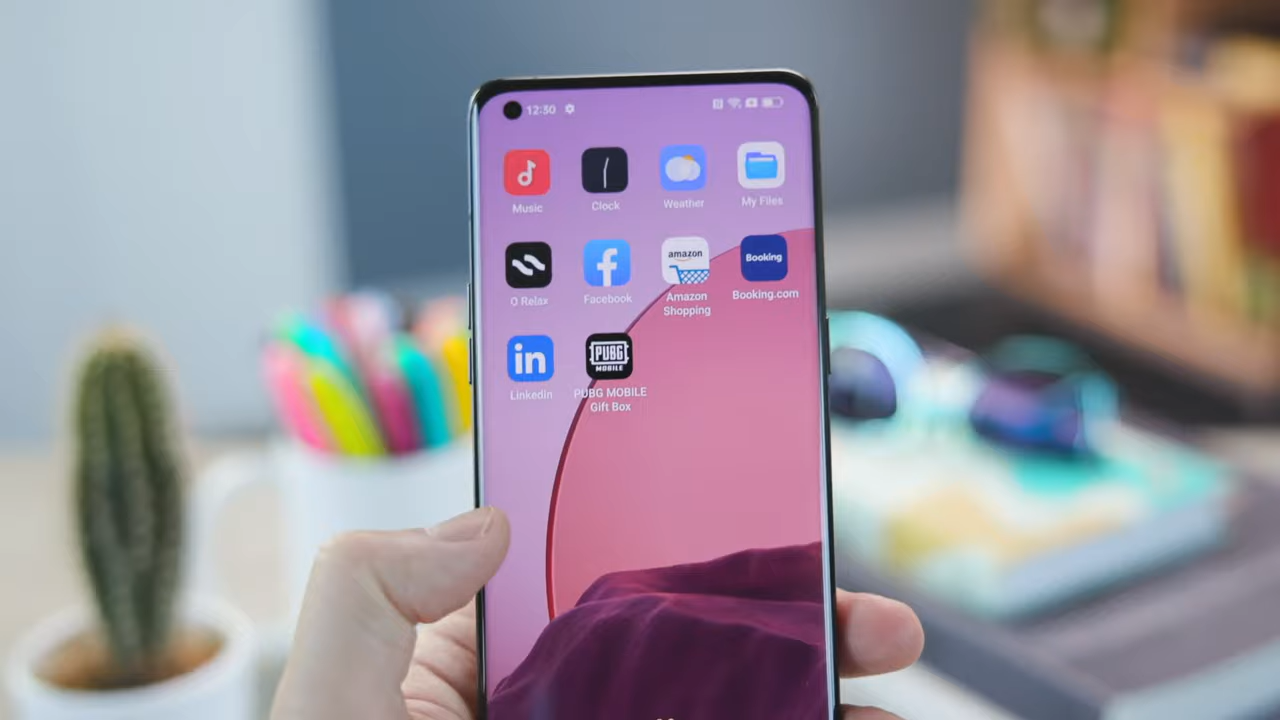 12:30
Music
Clock
Weather
My Files
O Relax
Facebook
amazon
Amazon
Shopping
Booking
Booking.com
in
LinkedIn
PUBG
MOBILE
PUBG MOBILE
Gift Box